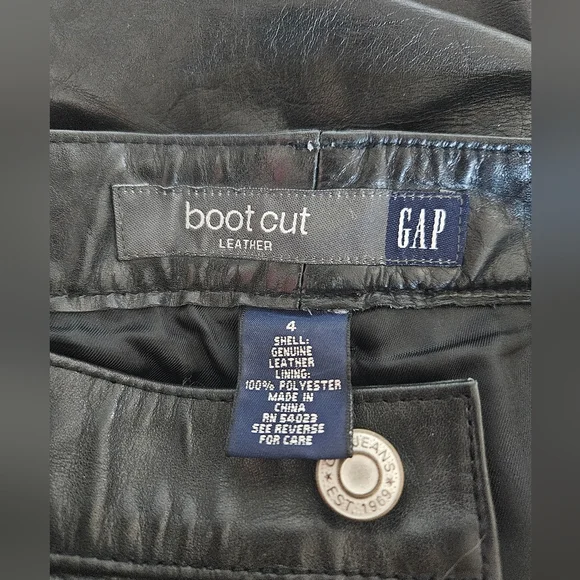 boot cut
LEATHER
GAP
4
SHELL:
GENUINE
LEATHER
LINING:
100% POLYESTER
MADE IN
CHINA
RN 54023
SEE REVERSE
FOR CARE
JEANS
EST. 1969